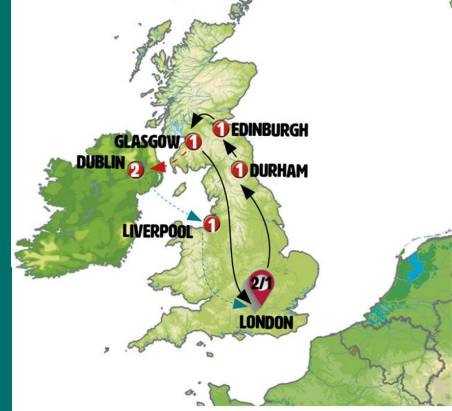 1 EDINBURGH
GLASGOW 1
DUBLIN 2
1 DURHAM
LIVERPOOL 1
2/1
LONDON